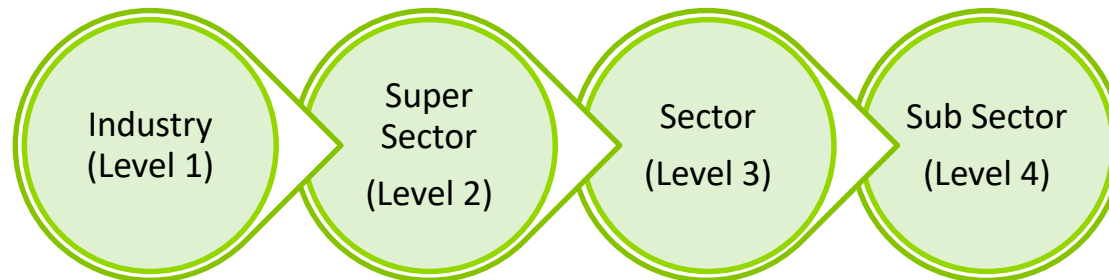 Industry
(Level 1)
Super
Sector
(Level 2)
Sector
(Level 3)
Sub Sector
(Level 4)